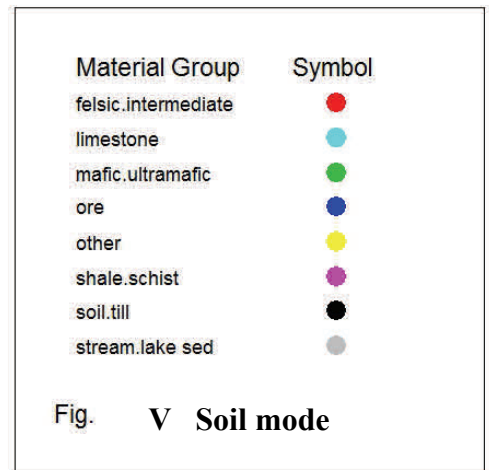 Material Group Symbol
felsic.intermediate
limestone
mafic.ultramafic
ore
other
shale.schist
soil.till
stream.lake sed
Fig. V Soil mode